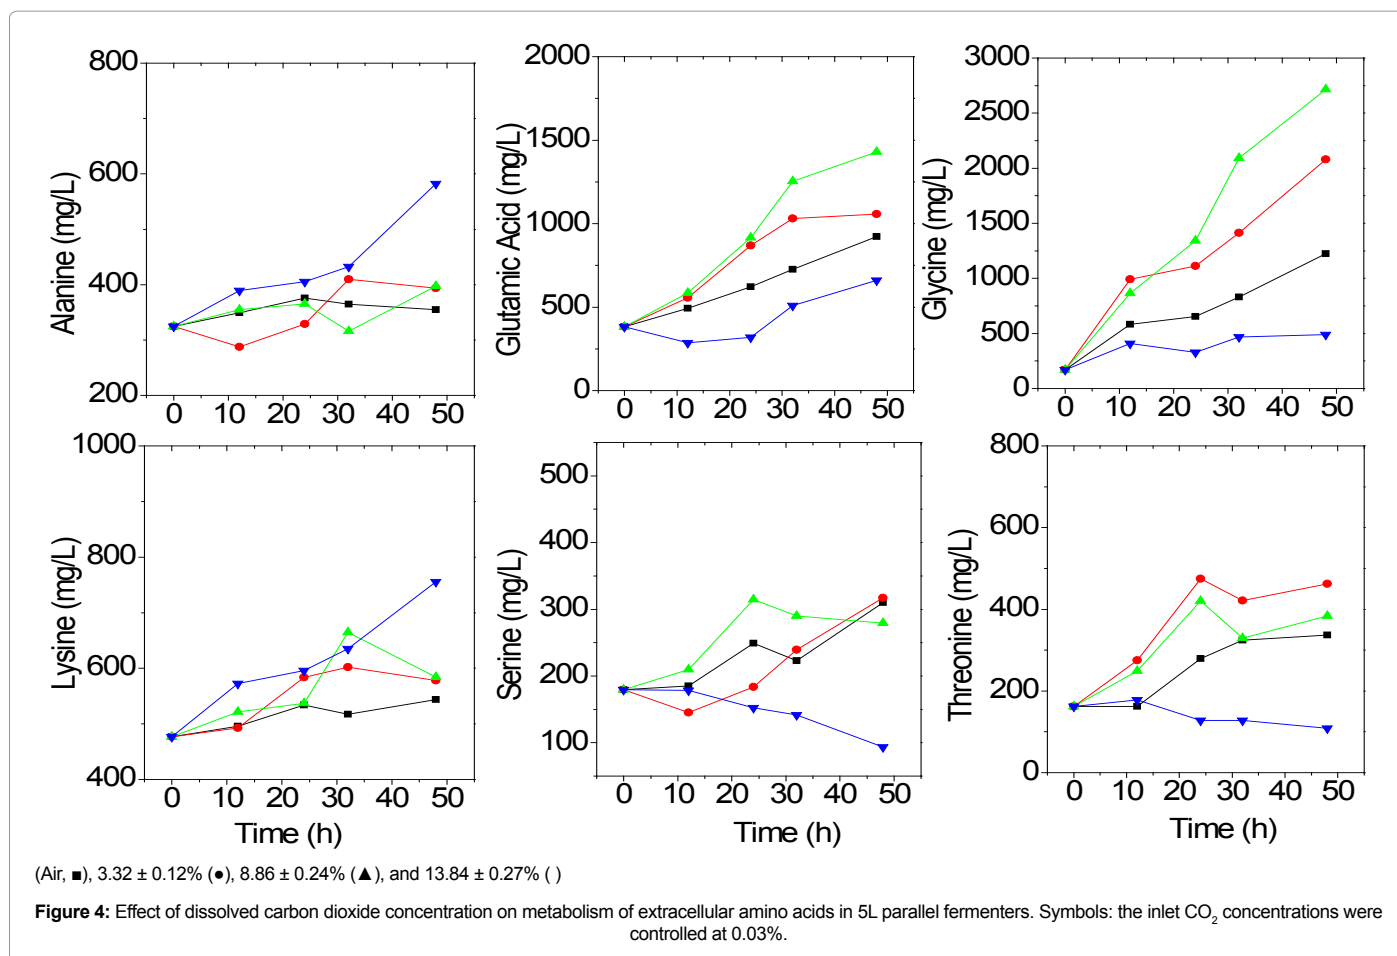 800
600
400
200
Alanine (mg/L)
0 10 20 30 40 50
2000
1500
1000
500
0
Glutamic Acid (mg/L)
0 10 20 30 40 50
3000
2500
2000
1500
1000
500
0
Glycine (mg/L)
0 10 20 30 40 50
1000
800
600
400
Lysine (mg/L)
0 10 20 30 40 50
Time (h)
500
400
300
200
100
Serine (mg/L)
0 10 20 30 40 50
Time (h)
800
600
400
200
0
Threonine (mg/L)
0 10 20 30 40 50
Time (h)
(Air, ■), 3.32 ± 0.12% (●), 8.86 ± 0.24% (▲), and 13.84 ± 0.27% ( )
Figure 4: Effect of dissolved carbon dioxide concentration on metabolism of extracellular amino acids in 5L parallel fermenters. Symbols: the inlet CO₂ concentrations were
controlled at 0.03%.